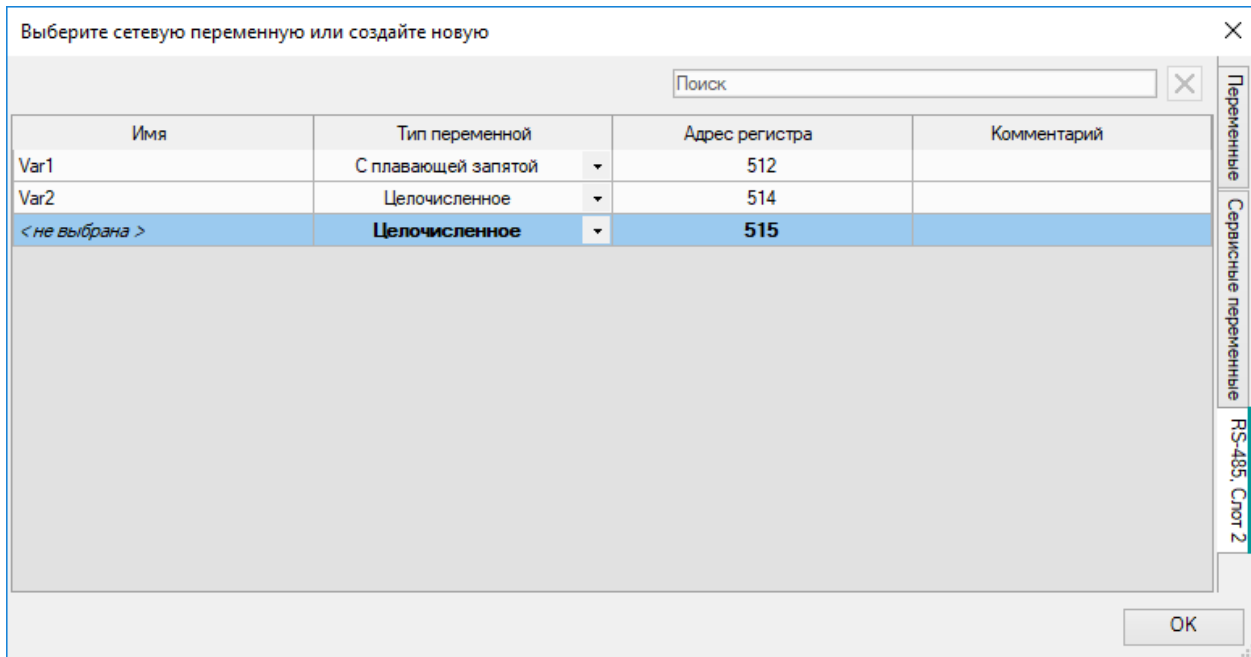 Выберите сетевую переменную или создайте новую
Поиск
Имя Тип переменной Адрес регистра Комментарий
Var1 С плавающей запятой 512
Var2 Целочисленное 514
<не выбрана > Целочисленное 515
Переменные
Сервисные переменные
RS-485, Слот 2
OK